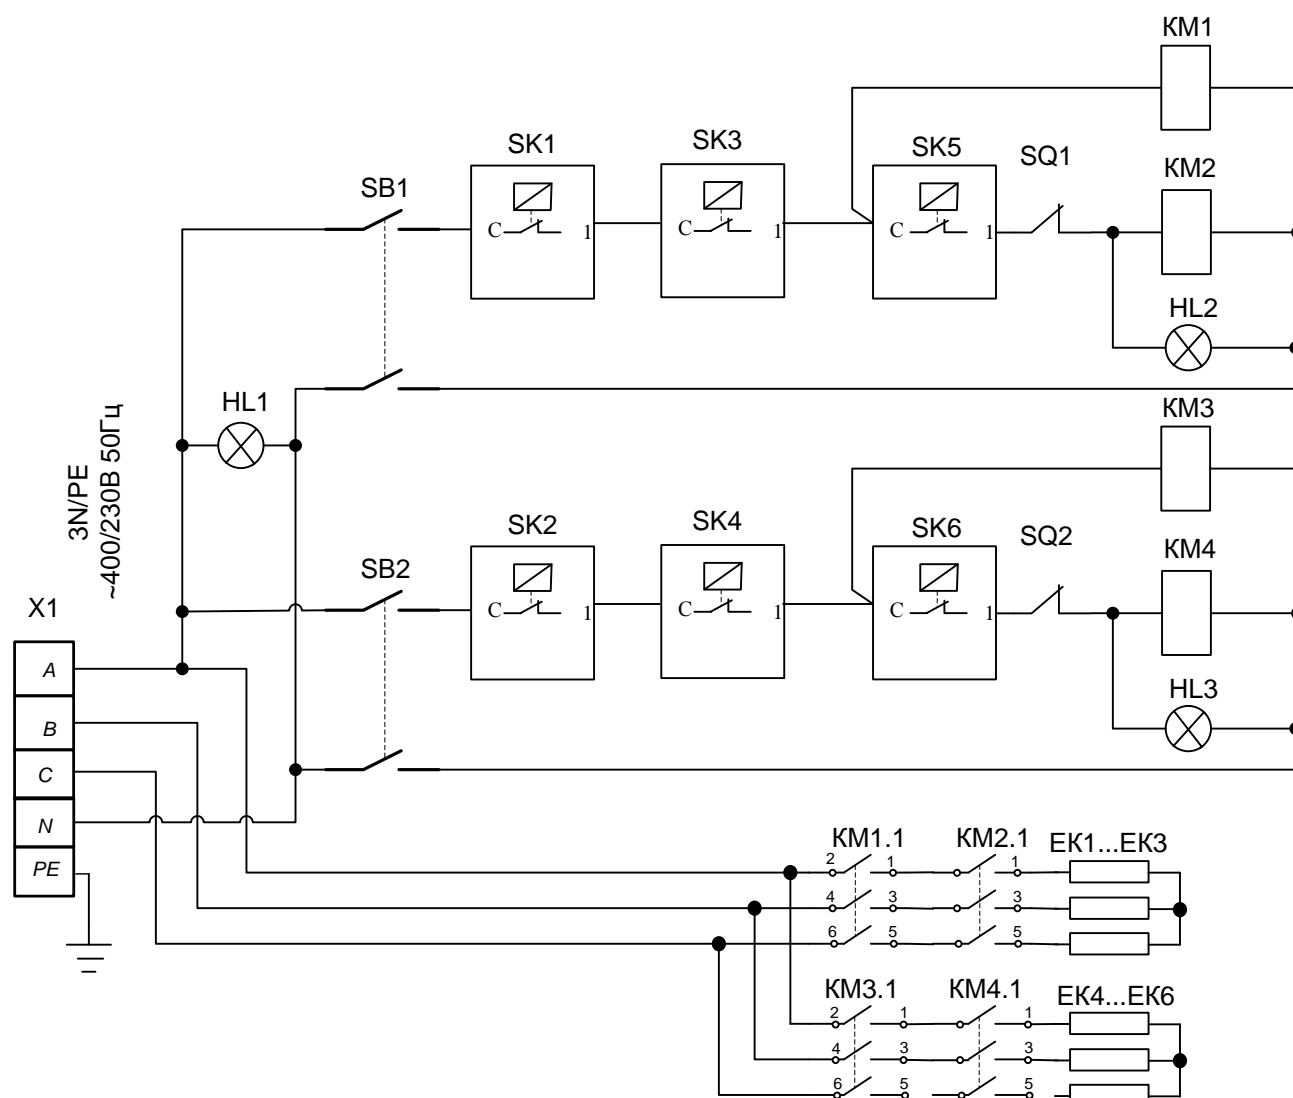 КМ1
SK1
SK3
SK5
SQ1
КМ2
SB1
C
1
C
1
C
1
HL2
HL1
3N/PE
~400/230В 50Гц
КМ3
SK2
SK4
SK6
SQ2
КМ4
SB2
C
1
C
1
C
1
X1
HL3
A
B
C
N
PE
КМ1.1
КМ2.1
ЕК1...ЕК3
2
1
1
4
3
3
6
5
5
КМ3.1
КМ4.1
ЕК4...ЕК6
2
1
1
4
3
3
6
5
5